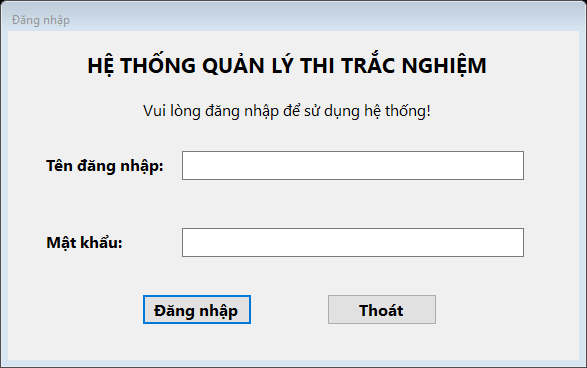 Đăng nhập
HỆ THỐNG QUẢN LÝ THI TRẮC NGHIỆM
Vui lòng đăng nhập để sử dụng hệ thống!
Tên đăng nhập:
Mật khẩu:
Đăng nhập Thoát